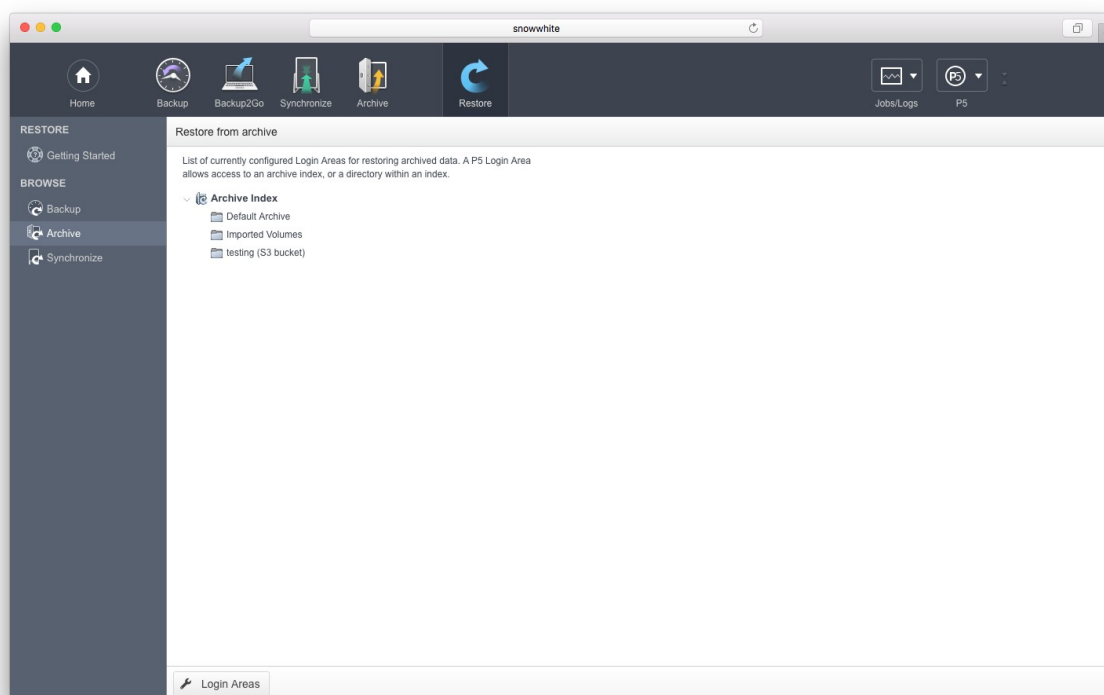 snowwhite
Home
Backup
Backup2Go
Synchronize
Archive
Restore
Jobs/Logs
P5
P5
RESTORE
Getting Started
BROWSE
Backup
Archive
Synchronize
Restore from archive
List of currently configured Login Areas for restoring archived data. A P5 Login Area
allows access to an archive index, or a directory within an index.
Archive Index
Default Archive
Imported Volumes
testing (S3 bucket)
Login Areas